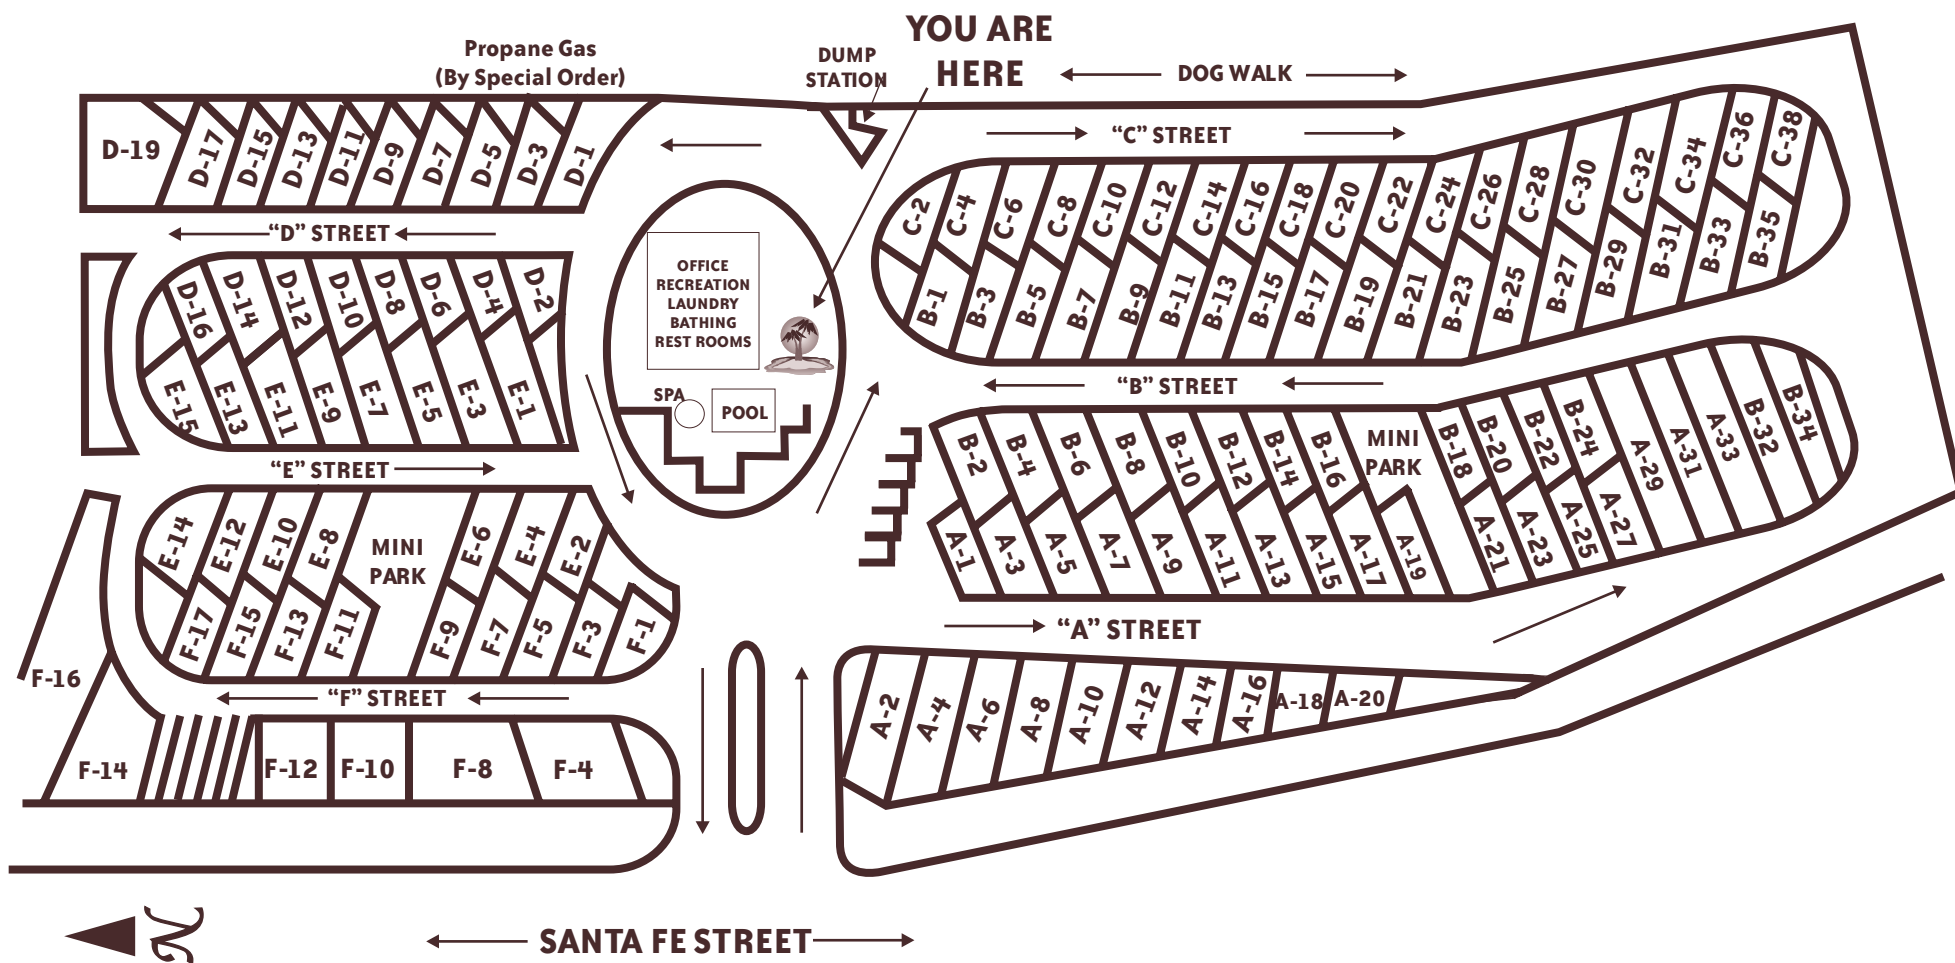 YOU ARE
HERE
Propane Gas
(By Special Order)
DUMP
STATION
DOG WALK
"C" STREET
D-19
D-17
D-15
D-13
D-11
D-9
D-7
D-5
D-3
D-1
"D" STREET
D-16
D-14
D-12
D-10
D-8
D-6
D-4
D-2
E-15
E-13
E-11
E-9
E-7
E-5
E-3
E-1
"E" STREET
OFFICE
RECREATION
LAUNDRY
BATHING
REST ROOMS
SPA
POOL
C-2
C-4
C-6
C-8
C-10
C-12
C-14
C-16
C-18
C-20
C-22
C-24
C-26
C-28
C-30
C-32
C-34
C-36
C-38
B-1
B-3
B-5
B-7
B-9
B-11
B-13
B-15
B-17
B-19
B-21
B-23
B-25
B-27
B-29
B-31
B-33
B-35
"B" STREET
B-2
B-4
B-6
B-8
B-10
B-12
B-14
B-16
MINI
PARK
B-18
B-20
B-22
B-24
A-29
A-31
A-33
B-32
B-34
A-1
A-3
A-5
A-7
A-9
A-11
A-13
A-15
A-17
A-19
A-21
A-23
A-25
A-27
"A" STREET
E-14
E-12
E-10
E-8
MINI
PARK
E-6
E-4
E-2
F-17
F-15
F-13
F-11
F-9
F-7
F-5
F-3
F-1
F-16
"F" STREET
F-14
F-12
F-10
F-8
F-4
A-2
A-4
A-6
A-8
A-10
A-12
A-14
A-16
A-18
A-20
N
SANTA FE STREET